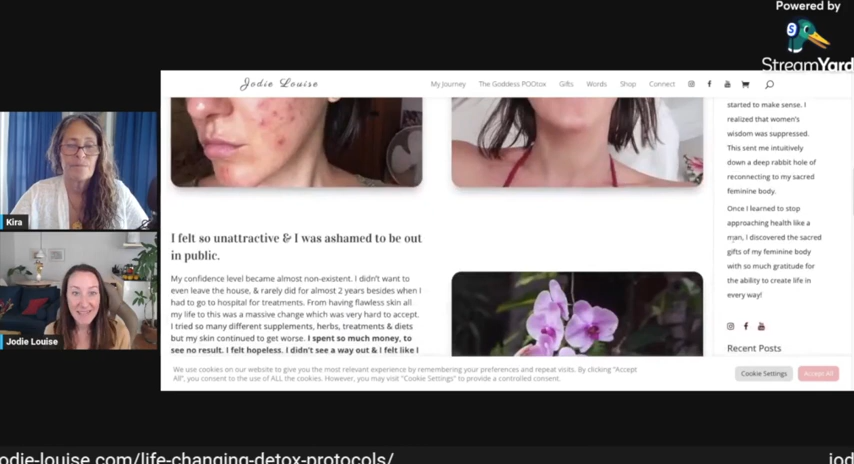 Powered by
StreamYard
Jodie Louise
My Journey The Goddess POOtox Gifts Words Shop Connect
Kira
Jodie Louise
I felt so unattractive & I was ashamed to be out
in public.
My confidence level became almost non-existent. I didn't want to
even leave the house, & rarely did for almost 2 years besides when I
had to go to hospital for treatments. From having flawless skin all
my life to this was a massive change which was very hard to accept.
I tried so many different supplements, herbs, treatments & diets
but my skin continued to get worse. I spent so much money, to
see no result. I felt hopeless. I didn't see a way out & I felt like I
started to make sense. I
realized that women's
wisdom was suppressed.
This sent me intuitively
down a deep rabbit hole of
reconnecting to my sacred
feminine body.
Once I learned to stop
approaching health like a
man, I discovered the sacred
gifts of my feminine body
with so much gratitude for
the ability to create life in
every way!
Recent Posts
We use cookies on our website to give you the most relevant experience by remembering your preferences and repeat visits. By clicking "Accept
All", you consent to the use of ALL the cookies. However, you may visit "Cookie Settings" to provide a controlled consent.
Cookie Settings Accept All
odie-louise.com/life-changing-detox-protocols/ jod